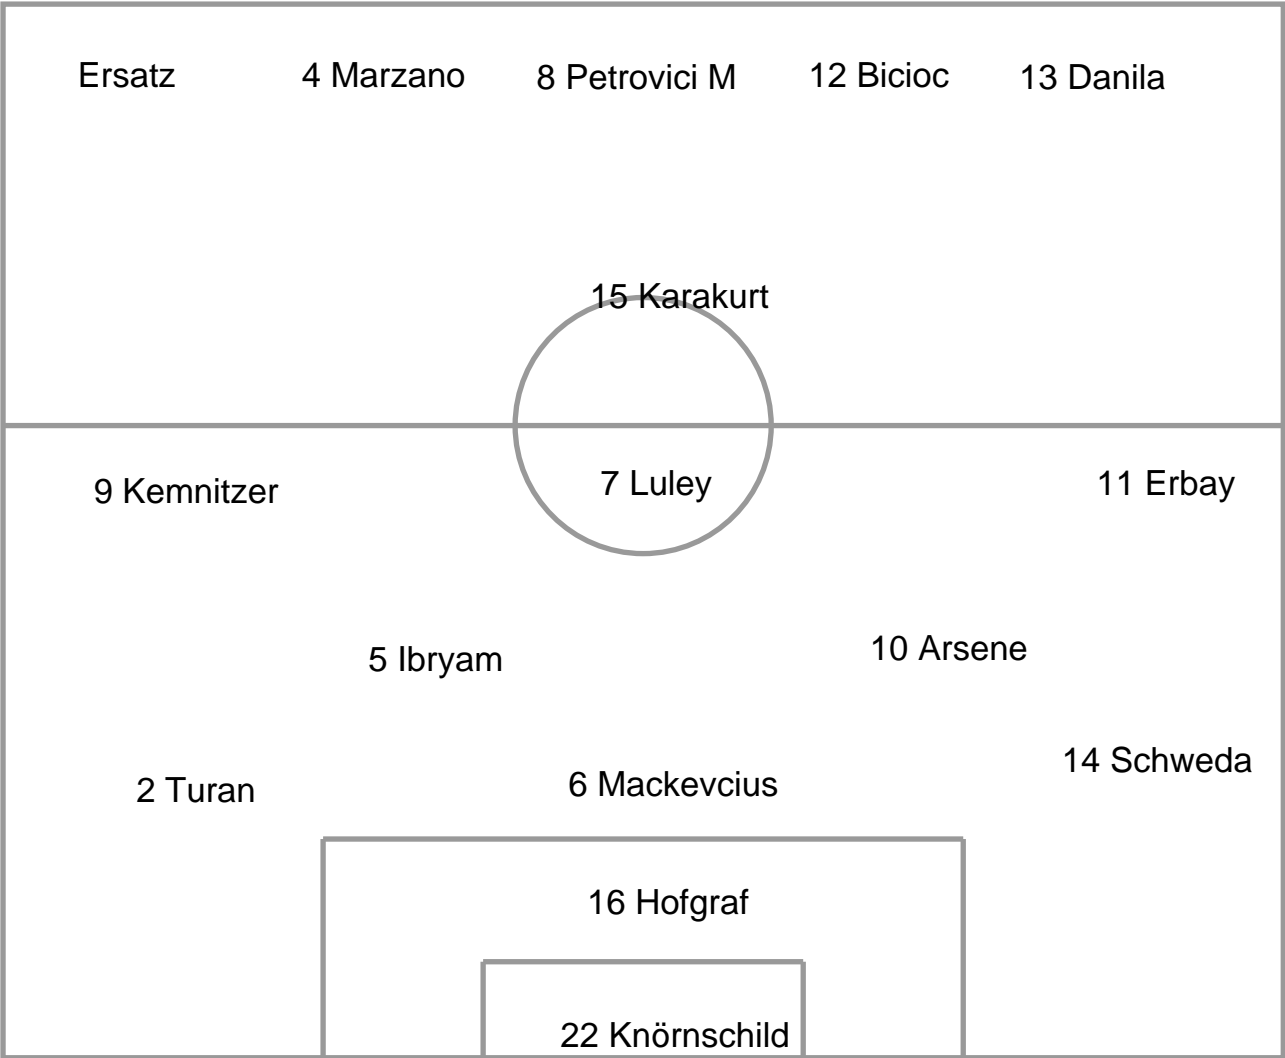 Ersatz 4 Marzano 8 Petrovici M 12 Bicioc 13 Danila
15 Karakurt
9 Kemnitzer 7 Luley 11 Erbay
5 Ibryam 10 Arsene
2 Turan 6 Mackevcius 14 Schweda
16 Hofgraf
22 Knörnschild